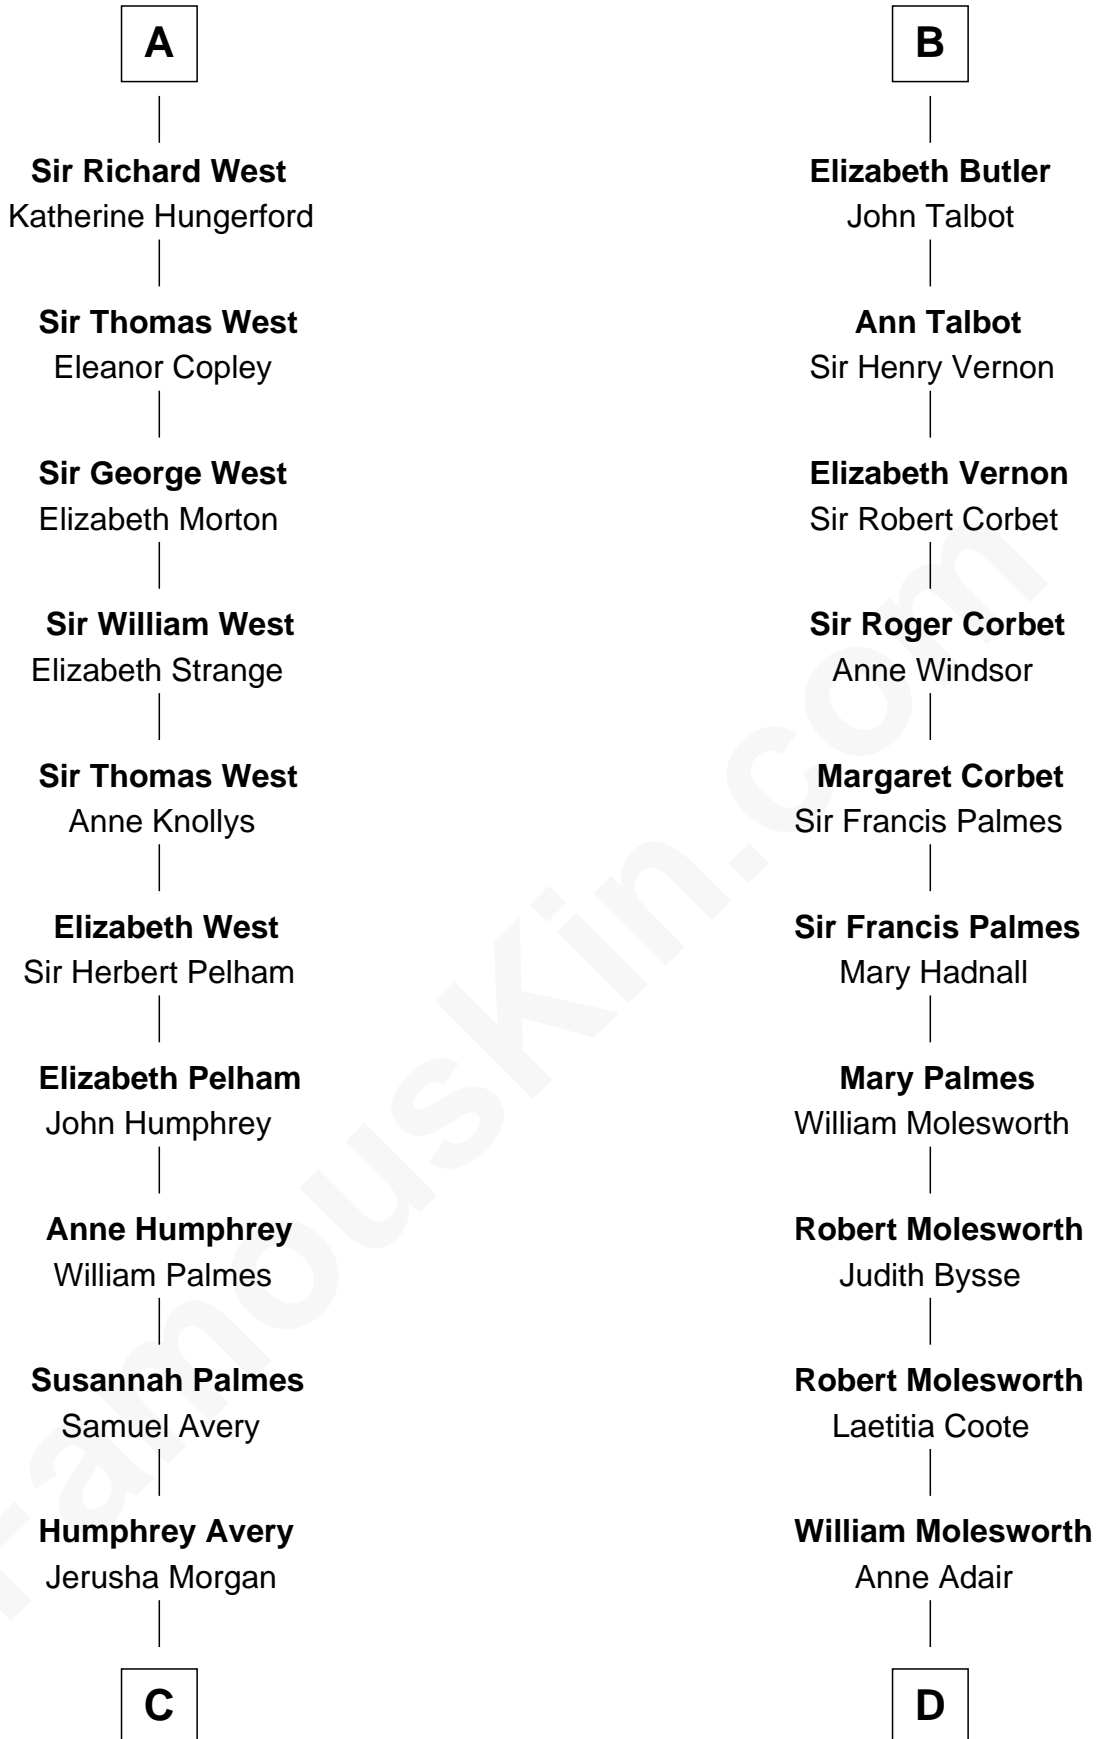 A
Sir Richard West
Katherine Hungerford
Sir Thomas West
Eleanor Copley
Sir George West
Elizabeth Morton
Sir William West
Elizabeth Strange
Sir Thomas West
Anne Knollys
Elizabeth West
Sir Herbert Pelham
Elizabeth Pelham
John Humphrey
Anne Humphrey
William Palmes
Susannah Palmes
Samuel Avery
Humphrey Avery
Jerusha Morgan
C
B
Elizabeth Butler
John Talbot
Ann Talbot
Sir Henry Vernon
Elizabeth Vernon
Sir Robert Corbet
Sir Roger Corbet
Anne Windsor
Margaret Corbet
Sir Francis Palmes
Sir Francis Palmes
Mary Hadnall
Mary Palmes
William Molesworth
Robert Molesworth
Judith Bysse
Robert Molesworth
Laetitia Coote
William Molesworth
Anne Adair
D
FamousKin.com